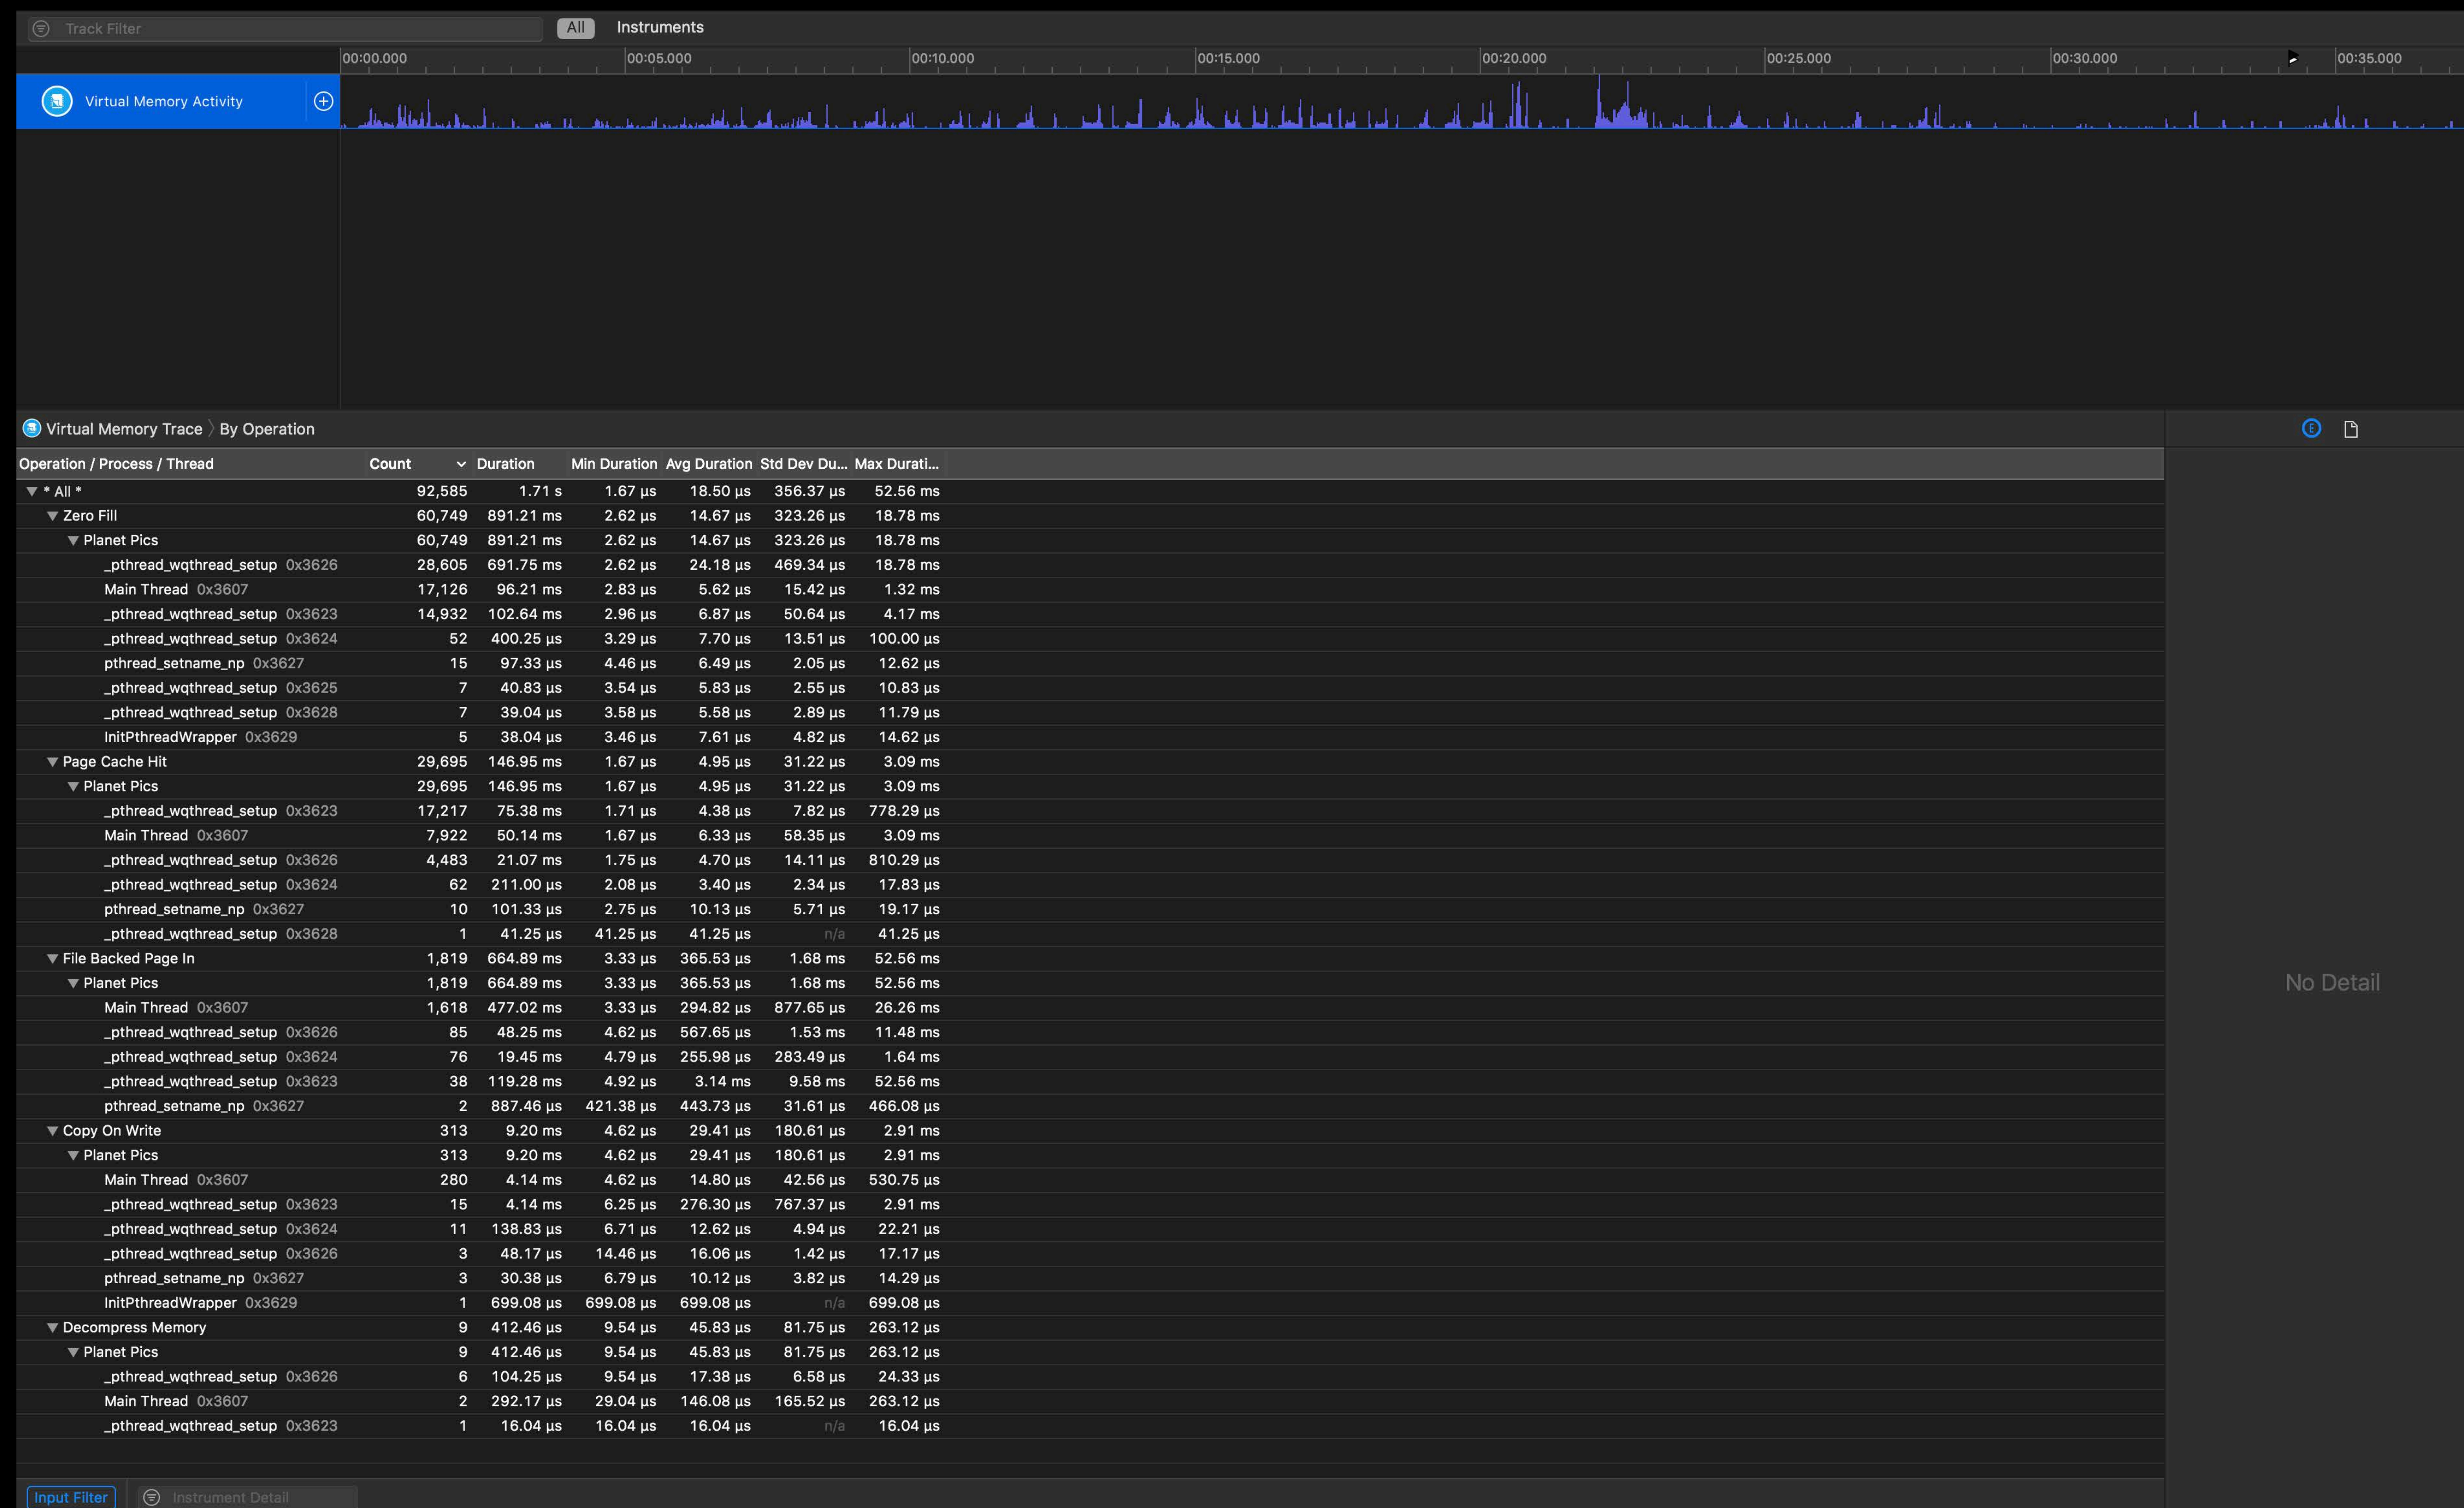 Track Filter All Instruments
00:00.000 00:05.000 00:10.000 00:15.000 00:20.000 00:25.000 00:30.000 00:35.000
Virtual Memory Activity
Virtual Memory Trace 〉 By Operation
Operation / Process / Thread Count Duration Min Duration Avg Duration Std Dev Du... Max Durati...
* All * 92,585 1.71 s 1.67 µs 18.50 µs 356.37 µs 52.56 ms
Zero Fill 60,749 891.21 ms 2.62 µs 14.67 µs 323.26 µs 18.78 ms
Planet Pics 60,749 891.21 ms 2.62 µs 14.67 µs 323.26 µs 18.78 ms
_pthread_wqthread_setup 0x3626 28,605 691.75 ms 2.62 µs 24.18 µs 469.34 µs 18.78 ms
Main Thread 0x3607 17,126 96.21 ms 2.83 µs 5.62 µs 15.42 µs 1.32 ms
_pthread_wqthread_setup 0x3623 14,932 102.64 ms 2.96 µs 6.87 µs 50.64 µs 4.17 ms
_pthread_wqthread_setup 0x3624 52 400.25 µs 3.29 µs 7.70 µs 13.51 µs 100.00 µs
pthread_setname_np 0x3627 15 97.33 µs 4.46 µs 6.49 µs 2.05 µs 12.62 µs
_pthread_wqthread_setup 0x3625 7 40.83 µs 3.54 µs 5.83 µs 2.55 µs 10.83 µs
_pthread_wqthread_setup 0x3628 7 39.04 µs 3.58 µs 5.58 µs 2.89 µs 11.79 µs
InitPthreadWrapper 0x3629 5 38.04 µs 3.46 µs 7.61 µs 4.82 µs 14.62 µs
Page Cache Hit 29,695 146.95 ms 1.67 µs 4.95 µs 31.22 µs 3.09 ms
Planet Pics 29,695 146.95 ms 1.67 µs 4.95 µs 31.22 µs 3.09 ms
_pthread_wqthread_setup 0x3623 17,217 75.38 ms 1.71 µs 4.38 µs 7.82 µs 778.29 µs
Main Thread 0x3607 7,922 50.14 ms 1.67 µs 6.33 µs 58.35 µs 3.09 ms
_pthread_wqthread_setup 0x3626 4,483 21.07 ms 1.75 µs 4.70 µs 14.11 µs 810.29 µs
_pthread_wqthread_setup 0x3624 62 211.00 µs 2.08 µs 3.40 µs 2.34 µs 17.83 µs
pthread_setname_np 0x3627 10 101.33 µs 2.75 µs 10.13 µs 5.71 µs 19.17 µs
_pthread_wqthread_setup 0x3628 1 41.25 µs 41.25 µs 41.25 µs n/a 41.25 µs
File Backed Page In 1,819 664.89 ms 3.33 µs 365.53 µs 1.68 ms 52.56 ms
Planet Pics 1,819 664.89 ms 3.33 µs 365.53 µs 1.68 ms 52.56 ms
Main Thread 0x3607 1,618 477.02 ms 3.33 µs 294.82 µs 877.65 µs 26.26 ms
_pthread_wqthread_setup 0x3626 85 48.25 ms 4.62 µs 567.65 µs 1.53 ms 11.48 ms
_pthread_wqthread_setup 0x3624 76 19.45 ms 4.79 µs 255.98 µs 283.49 µs 1.64 ms
_pthread_wqthread_setup 0x3623 38 119.28 ms 4.92 µs 3.14 ms 9.58 ms 52.56 ms
pthread_setname_np 0x3627 2 887.46 µs 421.38 µs 443.73 µs 31.61 µs 466.08 µs
Copy On Write 313 9.20 ms 4.62 µs 29.41 µs 180.61 µs 2.91 ms
Planet Pics 313 9.20 ms 4.62 µs 29.41 µs 180.61 µs 2.91 ms
Main Thread 0x3607 280 4.14 ms 4.62 µs 14.80 µs 42.56 µs 530.75 µs
_pthread_wqthread_setup 0x3623 15 4.14 ms 6.25 µs 276.30 µs 767.37 µs 2.91 ms
_pthread_wqthread_setup 0x3624 11 138.83 µs 6.71 µs 12.62 µs 4.94 µs 22.21 µs
_pthread_wqthread_setup 0x3626 3 48.17 µs 14.46 µs 16.06 µs 1.42 µs 17.17 µs
pthread_setname_np 0x3627 3 30.38 µs 6.79 µs 10.12 µs 3.82 µs 14.29 µs
InitPthreadWrapper 0x3629 1 699.08 µs 699.08 µs 699.08 µs n/a 699.08 µs
Decompress Memory 9 412.46 µs 9.54 µs 45.83 µs 81.75 µs 263.12 µs
Planet Pics 9 412.46 µs 9.54 µs 45.83 µs 81.75 µs 263.12 µs
_pthread_wqthread_setup 0x3626 6 104.25 µs 9.54 µs 17.38 µs 6.58 µs 24.33 µs
Main Thread 0x3607 2 292.17 µs 29.04 µs 146.08 µs 165.52 µs 263.12 µs
_pthread_wqthread_setup 0x3623 1 16.04 µs 16.04 µs 16.04 µs n/a 16.04 µs
E
No Detail
Input Filter Instrument Detail